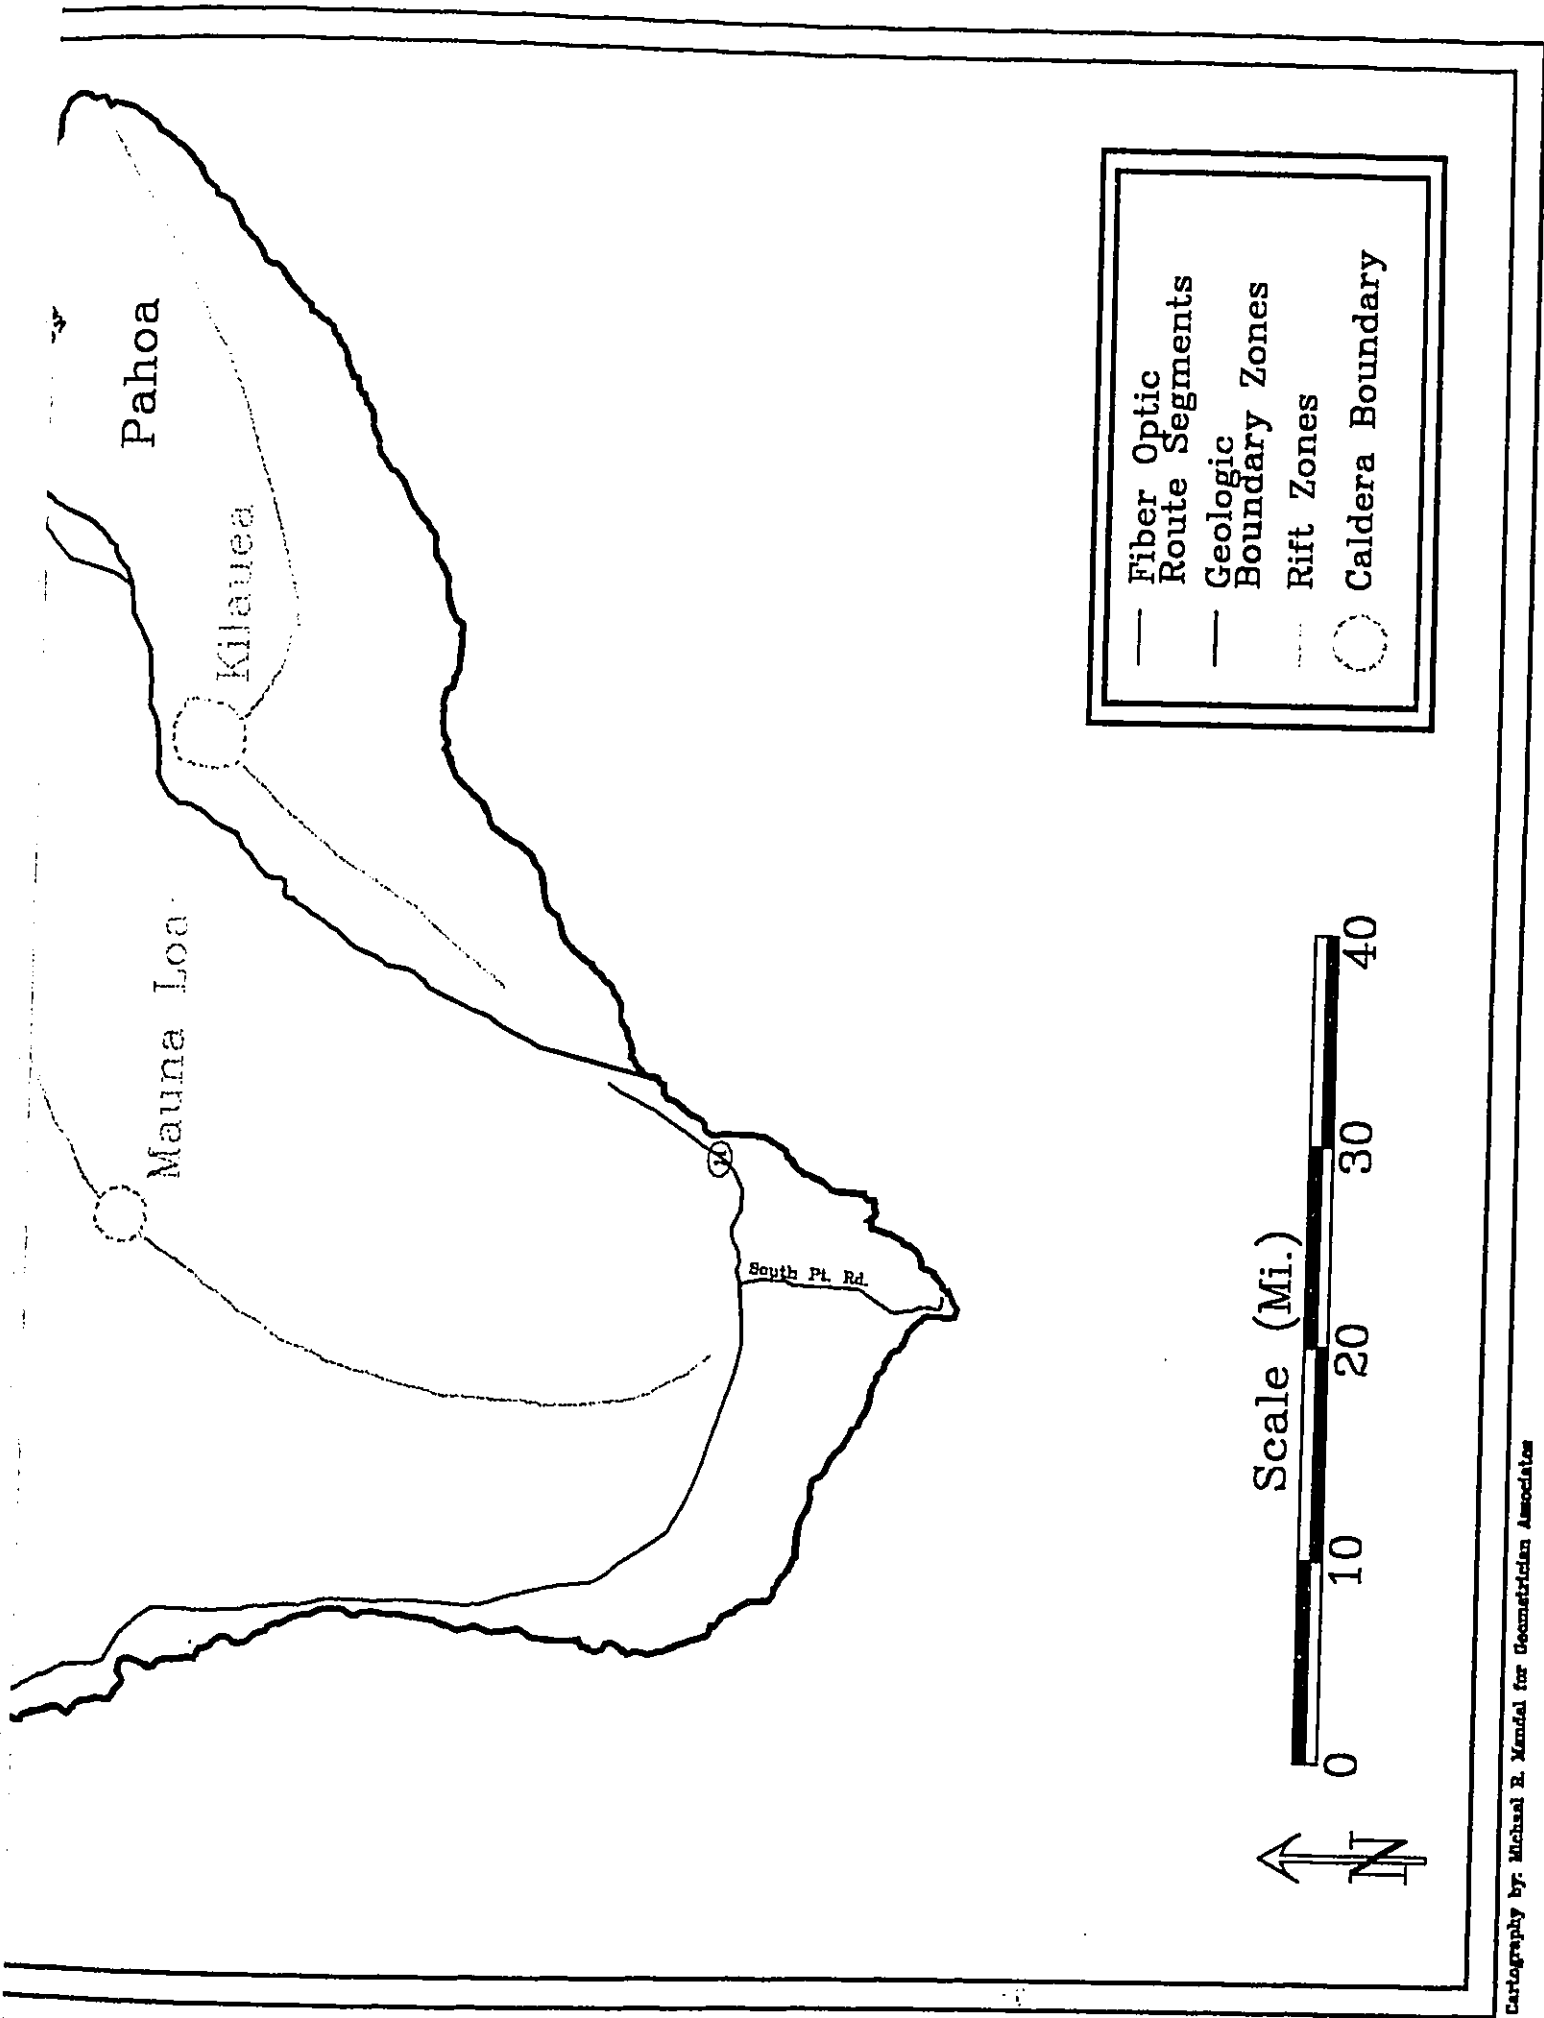 Pahoa
Kilauea
Mauna Loa
South Pt. Rd.
Fiber Optic
Route Segments
Geologic
Boundary Zones
Rift Zones
Caldera Boundary
Scale (Mi.)
0 10 20 30 40
N
Cartography by: Michael R. Mandal for Geometrician Associates